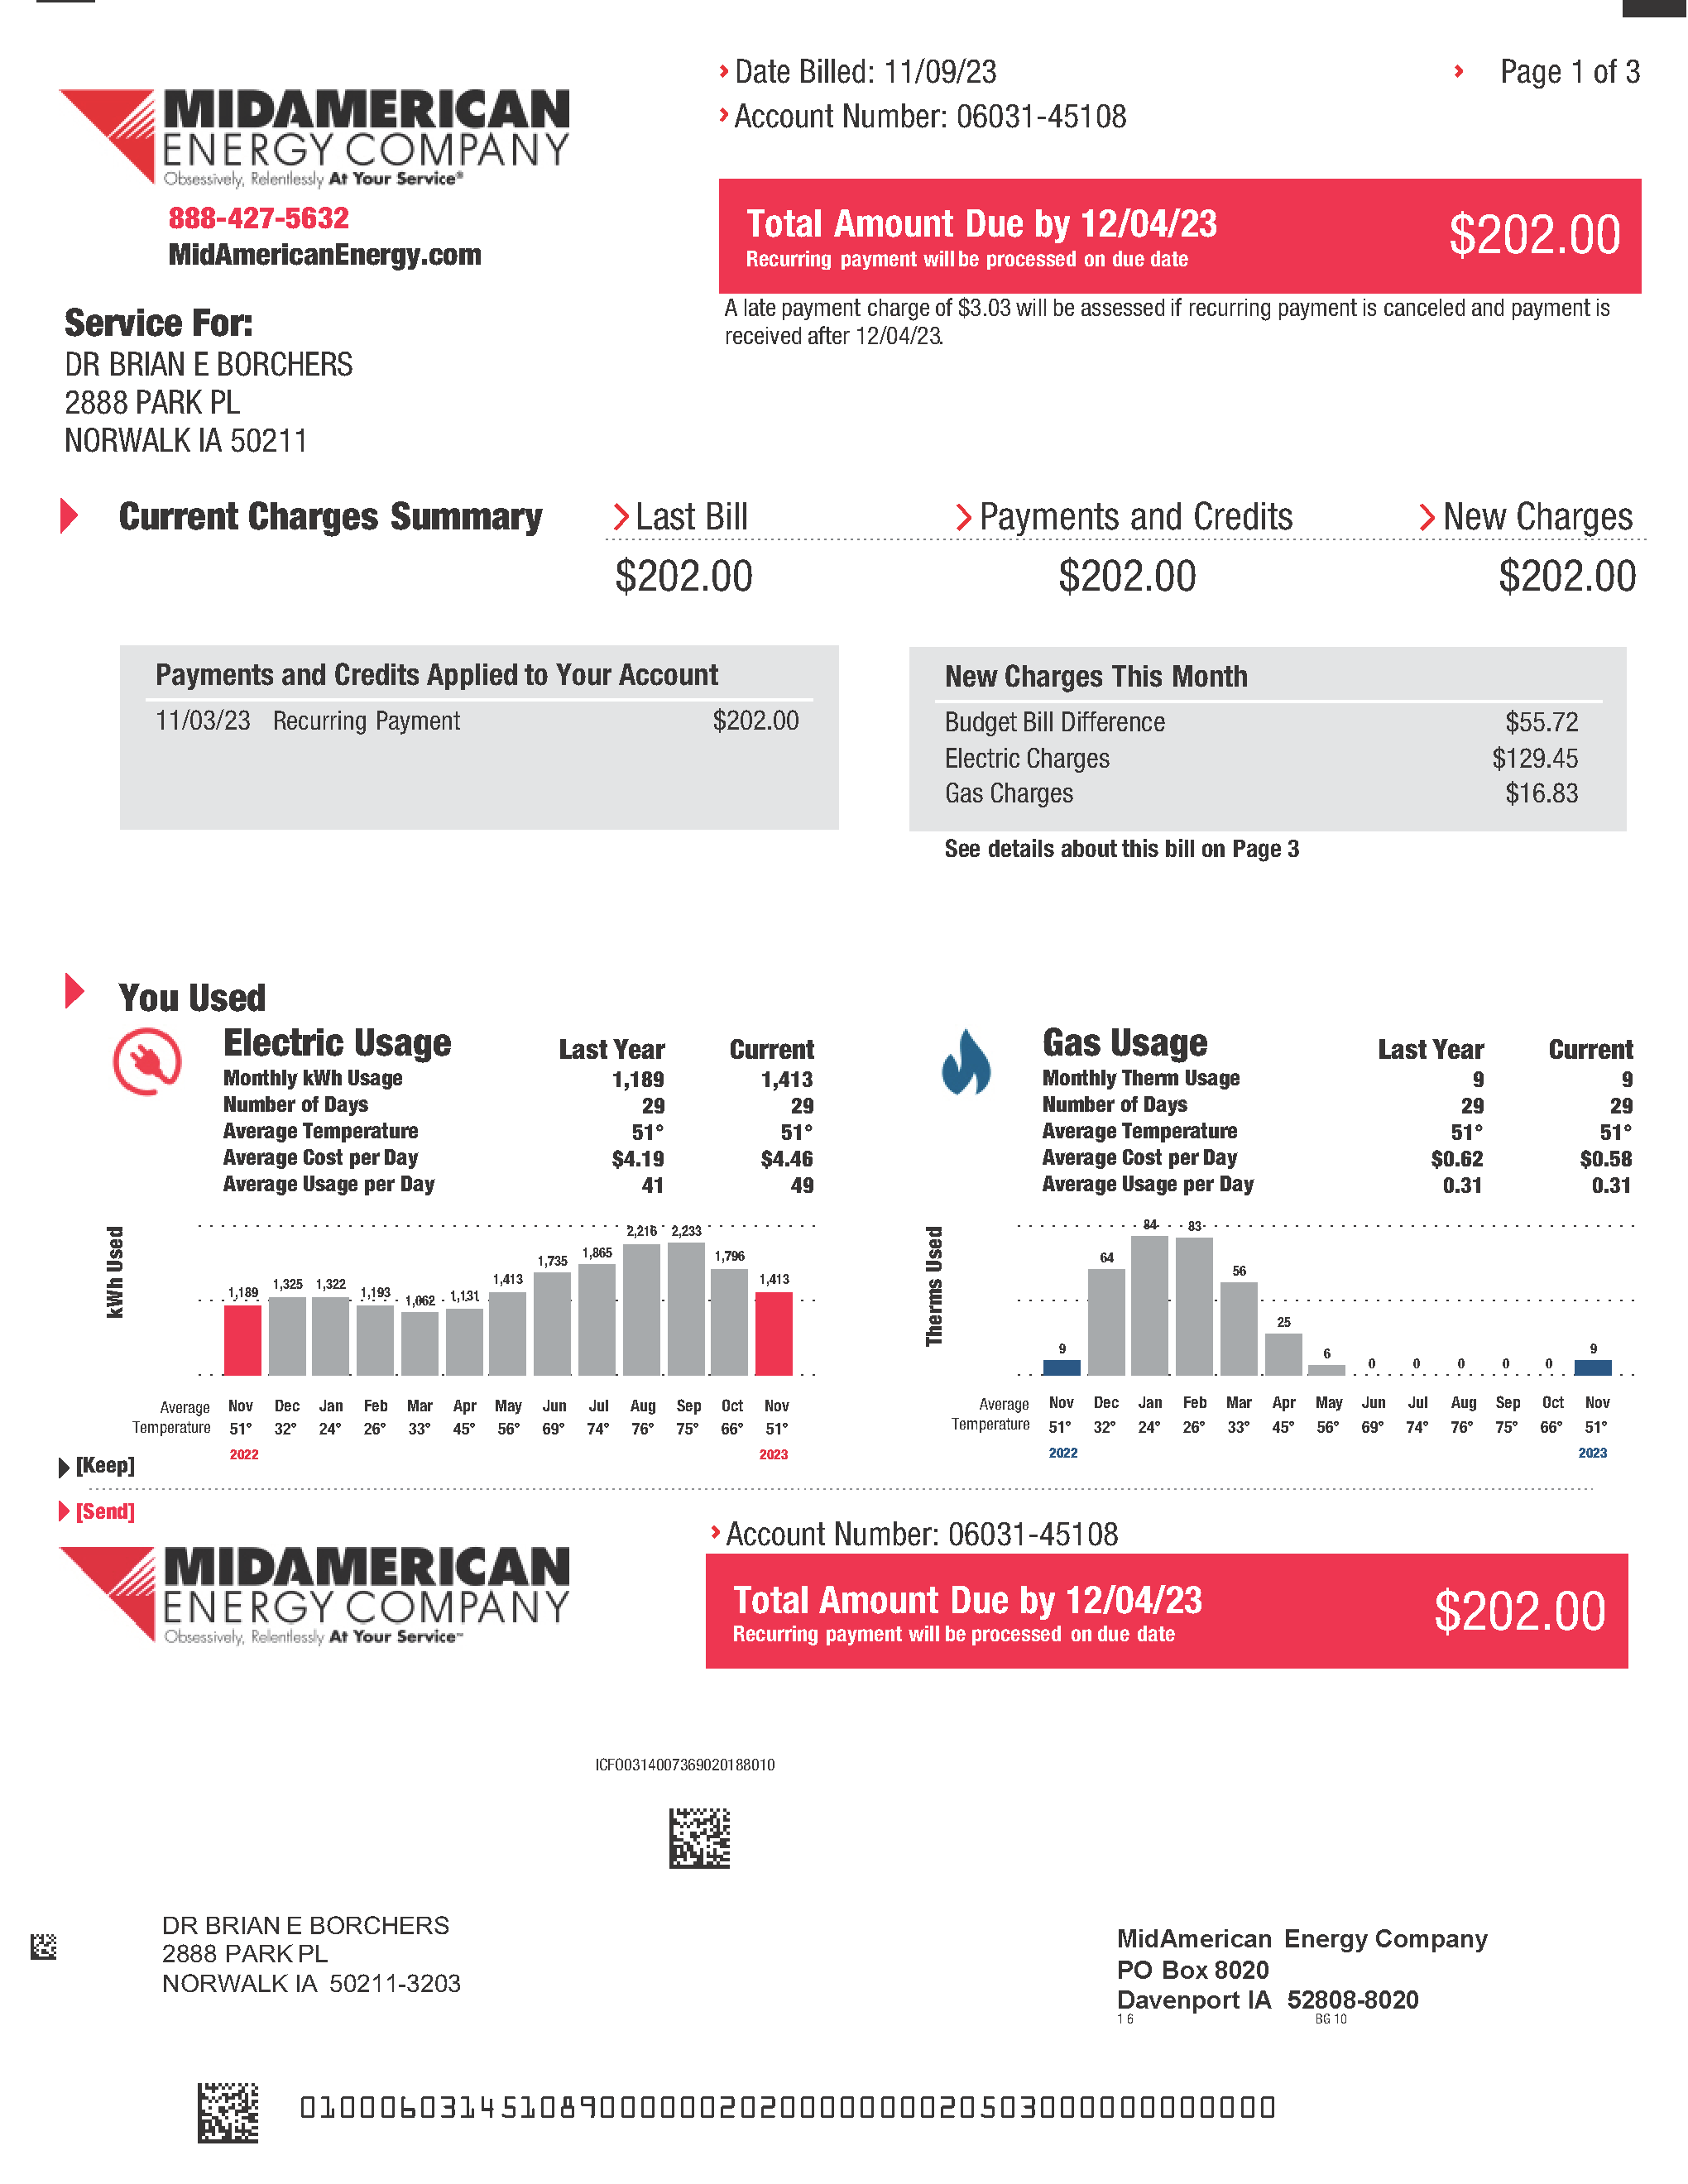 Date Billed: 11/09/23
Page 1 of 3
Account Number: 06031-45108
MIDAMERICAN
ENERGY COMPANY
Obsessively, Relentlessly At Your Service®
888-427-5632
MidAmericanEnergy.com
Total Amount Due by 12/04/23 $202.00
Recurring payment will be processed on due date
A late payment charge of $3.03 will be assessed if recurring payment is canceled and payment is
received after 12/04/23.
Service For:
DR BRIAN E BORCHERS
2888 PARK PL
NORWALK IA 50211
Current Charges Summary
Last Bill Payments and Credits New Charges
$202.00 $202.00 $202.00
Payments and Credits Applied to Your Account
11/03/23 Recurring Payment $202.00
New Charges This Month
Budget Bill Difference $55.72
Electric Charges $129.45
Gas Charges $16.83
See details about this bill on Page 3
You Used
Electric Usage Last Year Current
Monthly kWh Usage 1,189 1,413
Number of Days 29 29
Average Temperature 51° 51°
Average Cost per Day $4.19 $4.46
Average Usage per Day 41 49
kWh Used
1,189 1,325 1,322 1,193 1,062 1,131 1,413 1,735 1,865 2,216 2,233 1,796 1,413
Nov Dec Jan Feb Mar Apr May Jun Jul Aug Sep Oct Nov
Average Temperature 51° 32° 24° 26° 33° 45° 56° 69° 74° 76° 75° 66° 51°
2022 2023
Gas Usage Last Year Current
Monthly Therm Usage 9 9
Number of Days 29 29
Average Temperature 51° 51°
Average Cost per Day $0.62 $0.58
Average Usage per Day 0.31 0.31
Therms Used
9 64 84 83 56 25 6 0 0 0 0 0 9
Nov Dec Jan Feb Mar Apr May Jun Jul Aug Sep Oct Nov
Average Temperature 51° 32° 24° 26° 33° 45° 56° 69° 74° 76° 75° 66° 51°
2022 2023
[Keep]
[Send]
MIDAMERICAN
ENERGY COMPANY
Obsessively, Relentlessly At Your Service℠
Account Number: 06031-45108
Total Amount Due by 12/04/23 $202.00
Recurring payment will be processed on due date
ICFO0314007369020188010
DR BRIAN E BORCHERS
2888 PARK PL
NORWALK IA 50211-3203
MidAmerican Energy Company
PO Box 8020
Davenport IA 52808-8020
1 6 BG 10